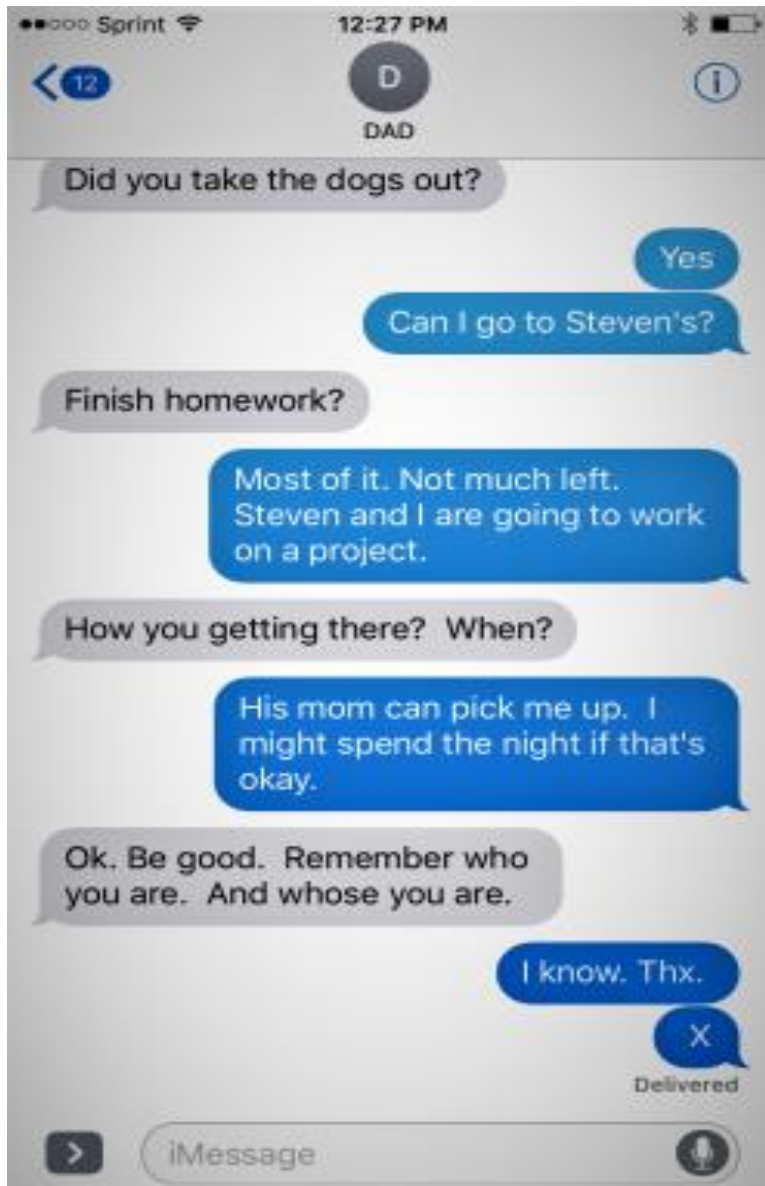 Sprint 12:27 PM
12
D
DAD
Did you take the dogs out?
Yes
Can I go to Steven's?
Finish homework?
Most of it. Not much left.
Steven and I are going to work
on a project.
How you getting there?  When?
His mom can pick me up.  I
might spend the night if that's
okay.
Ok. Be good.  Remember who
you are.  And whose you are.
I know. Thx.
X
Delivered
iMessage